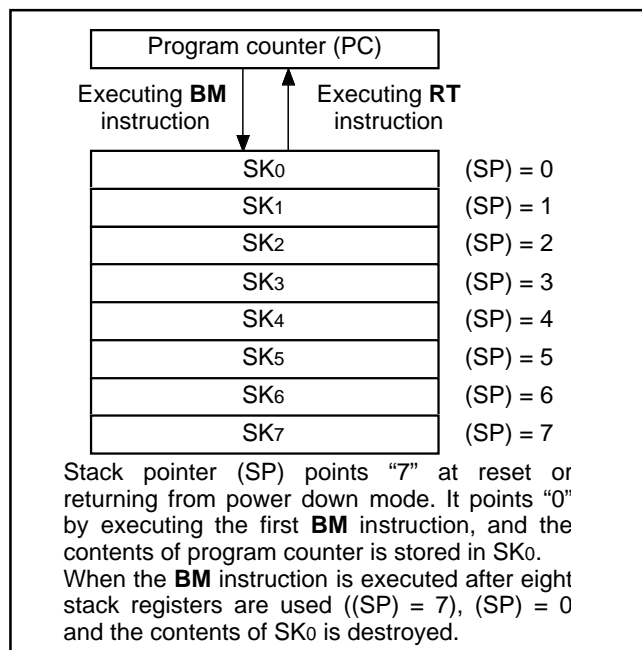 Program counter (PC)
Executing BM instruction
Executing RT instruction
SK0 (SP) = 0
SK1 (SP) = 1
SK2 (SP) = 2
SK3 (SP) = 3
SK4 (SP) = 4
SK5 (SP) = 5
SK6 (SP) = 6
SK7 (SP) = 7
Stack pointer (SP) points “7” at reset or
returning from power down mode. It points “0”
by executing the first BM instruction, and the
contents of program counter is stored in SK0.
When the BM instruction is executed after eight
stack registers are used ((SP) = 7), (SP) = 0
and the contents of SK0 is destroyed.